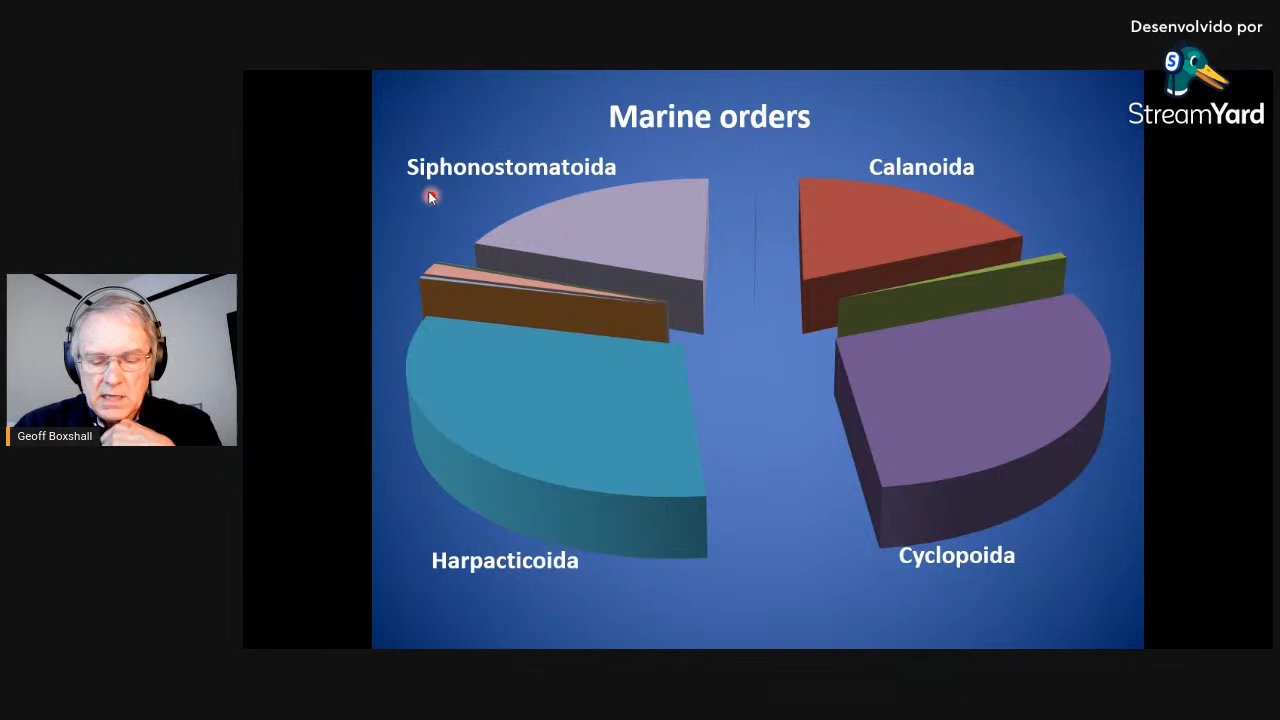 Desenvolvido por
S
StreamYard
Marine orders
Siphonostomatoida
Calanoida
Harpacticoida
Cyclopoida
Geoff Boxshall